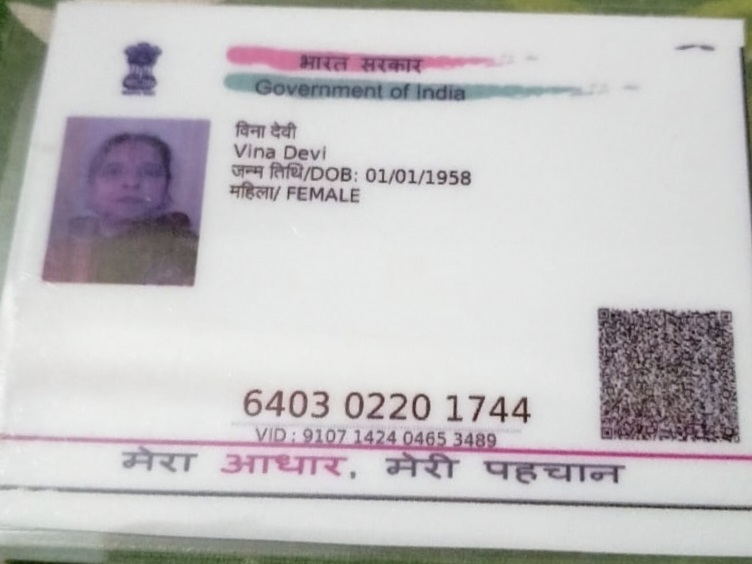 भारत सरकार
Government of India
विना देवी
Vina Devi
जन्म तिथि/DOB: 01/01/1958
महिला/ FEMALE
6403 0220 1744
VID : 9107 1424 0465 3489
मेरा आधार, मेरी पहचान